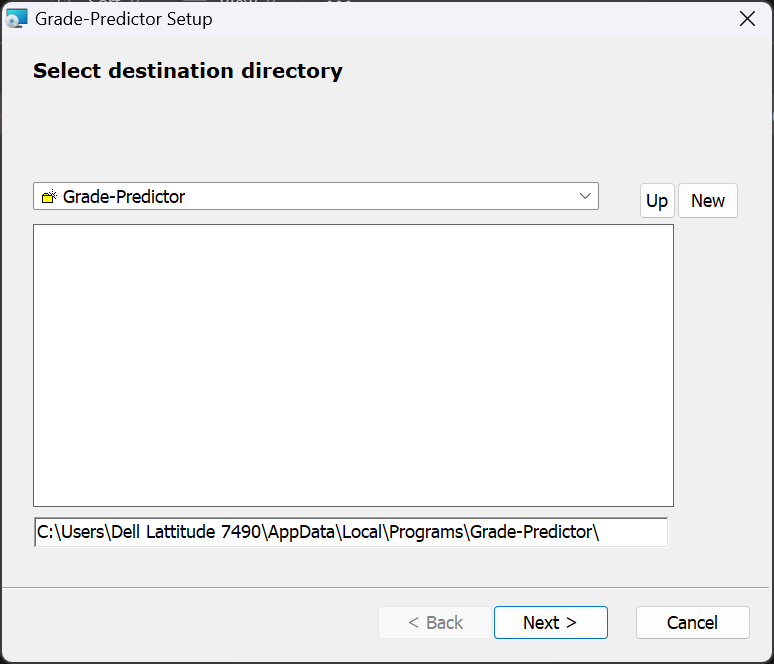 Grade-Predictor Setup
Select destination directory
Grade-Predictor
Up
New
C:\Users\Dell Lattitude 7490\AppData\Local\Programs\Grade-Predictor\
< Back
Next >
Cancel